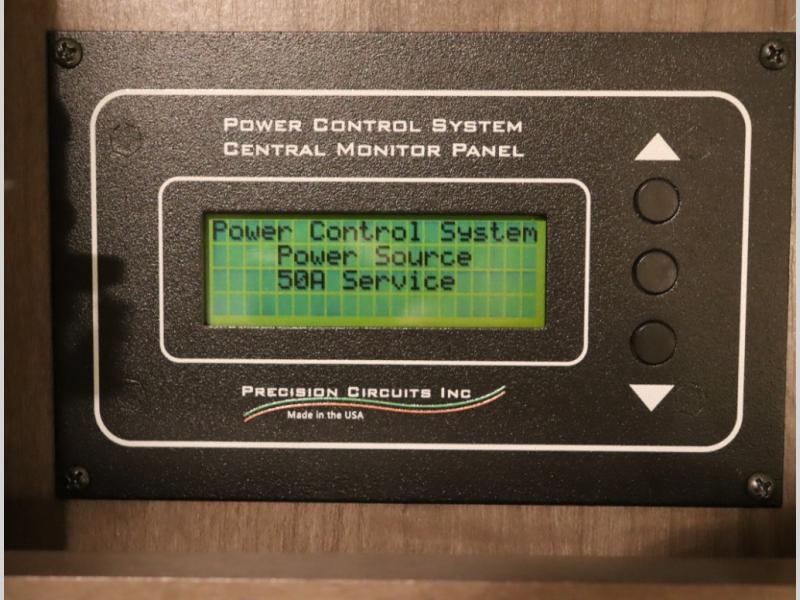 Power Control System
Central Monitor Panel
Power Control System
Power Source
50A Service
Precision Circuits Inc
Made in the USA